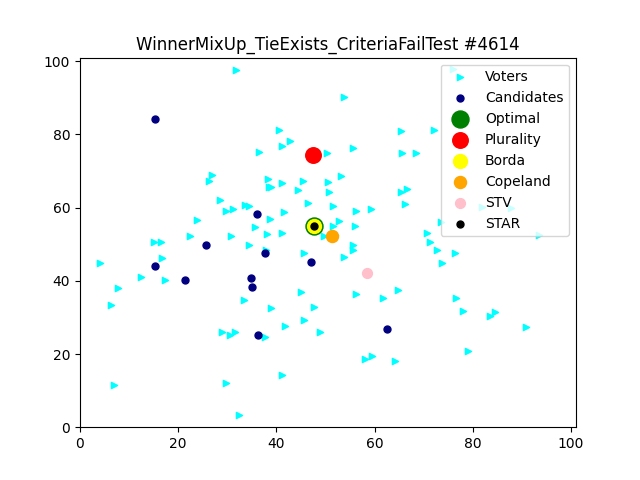 WinnerMixUp_TieExists_CriteriaFailTest #4614
100
80
60
40
20
0
0
20
40
60
80
100
Voters
Candidates
Optimal
Plurality
Borda
Copeland
STV
STAR